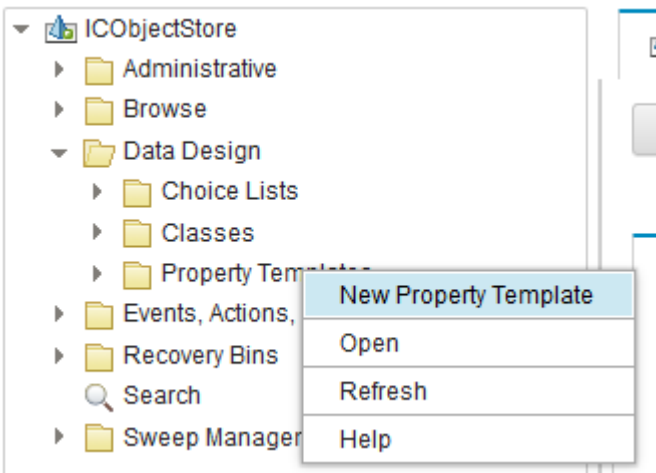 ICObjectStore
Administrative
Browse
Data Design
Choice Lists
Classes
Property Templates
New Property Template
Events, Actions,
Open
Recovery Bins
Refresh
Search
Help
Sweep Manager